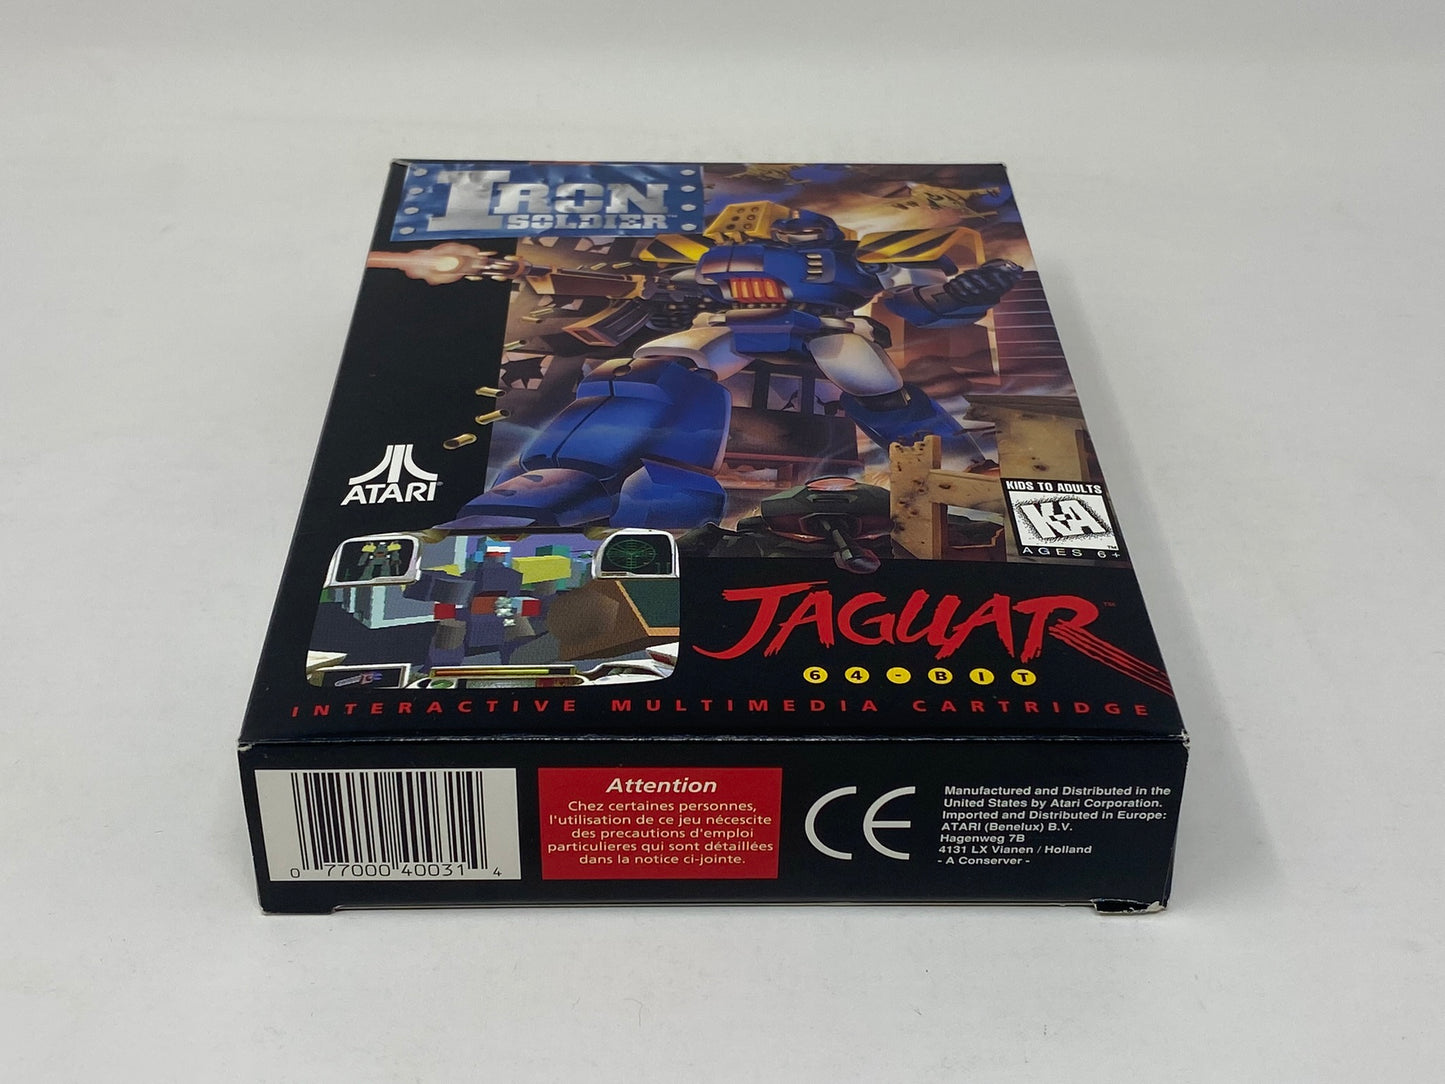 IRON
SOLDIER™
ATARI®
KIDS TO ADULTS
K-A
AGES 6+
JAGUAR™
64-BIT
INTERACTIVE MULTIMEDIA CARTRIDGE
0 77000 40031 4
Attention
Chez certaines personnes,
l'utilisation de ce jeu nécescite
des precautions d'emploi
particulieres qui sont détaillées
dans la notice ci-jointe.
CE
Manufactured and Distributed in the
United States by Atari Corporation.
Imported and Distributed in Europe:
ATARI (Benelux) B.V.
Hagenweg 7B
4131 LX Vianen / Holland
- A Conserver -